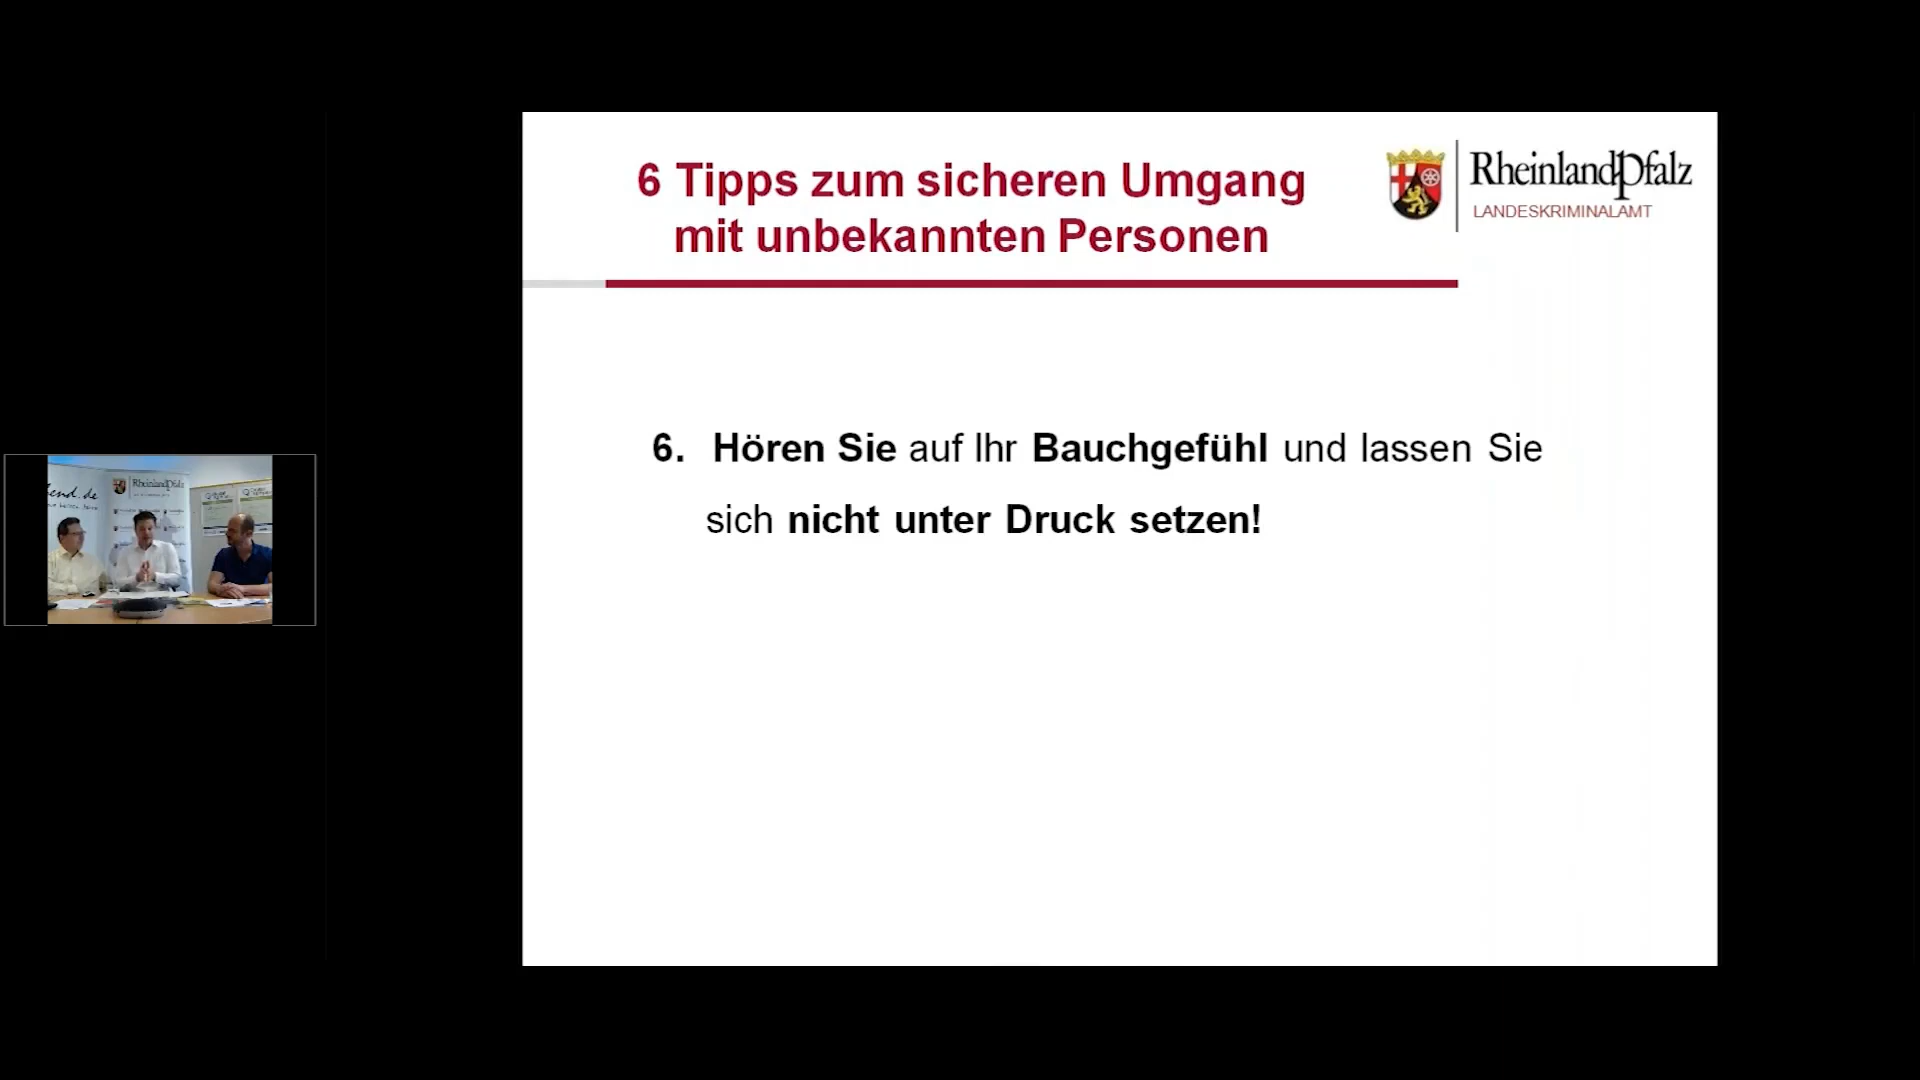 6 Tipps zum sicheren Umgang
mit unbekannten Personen
RheinlandPfalz
LANDESKRIMINALAMT
6. Hören Sie auf Ihr Bauchgefühl und lassen Sie
sich nicht unter Druck setzen!
RheinlandPfalz